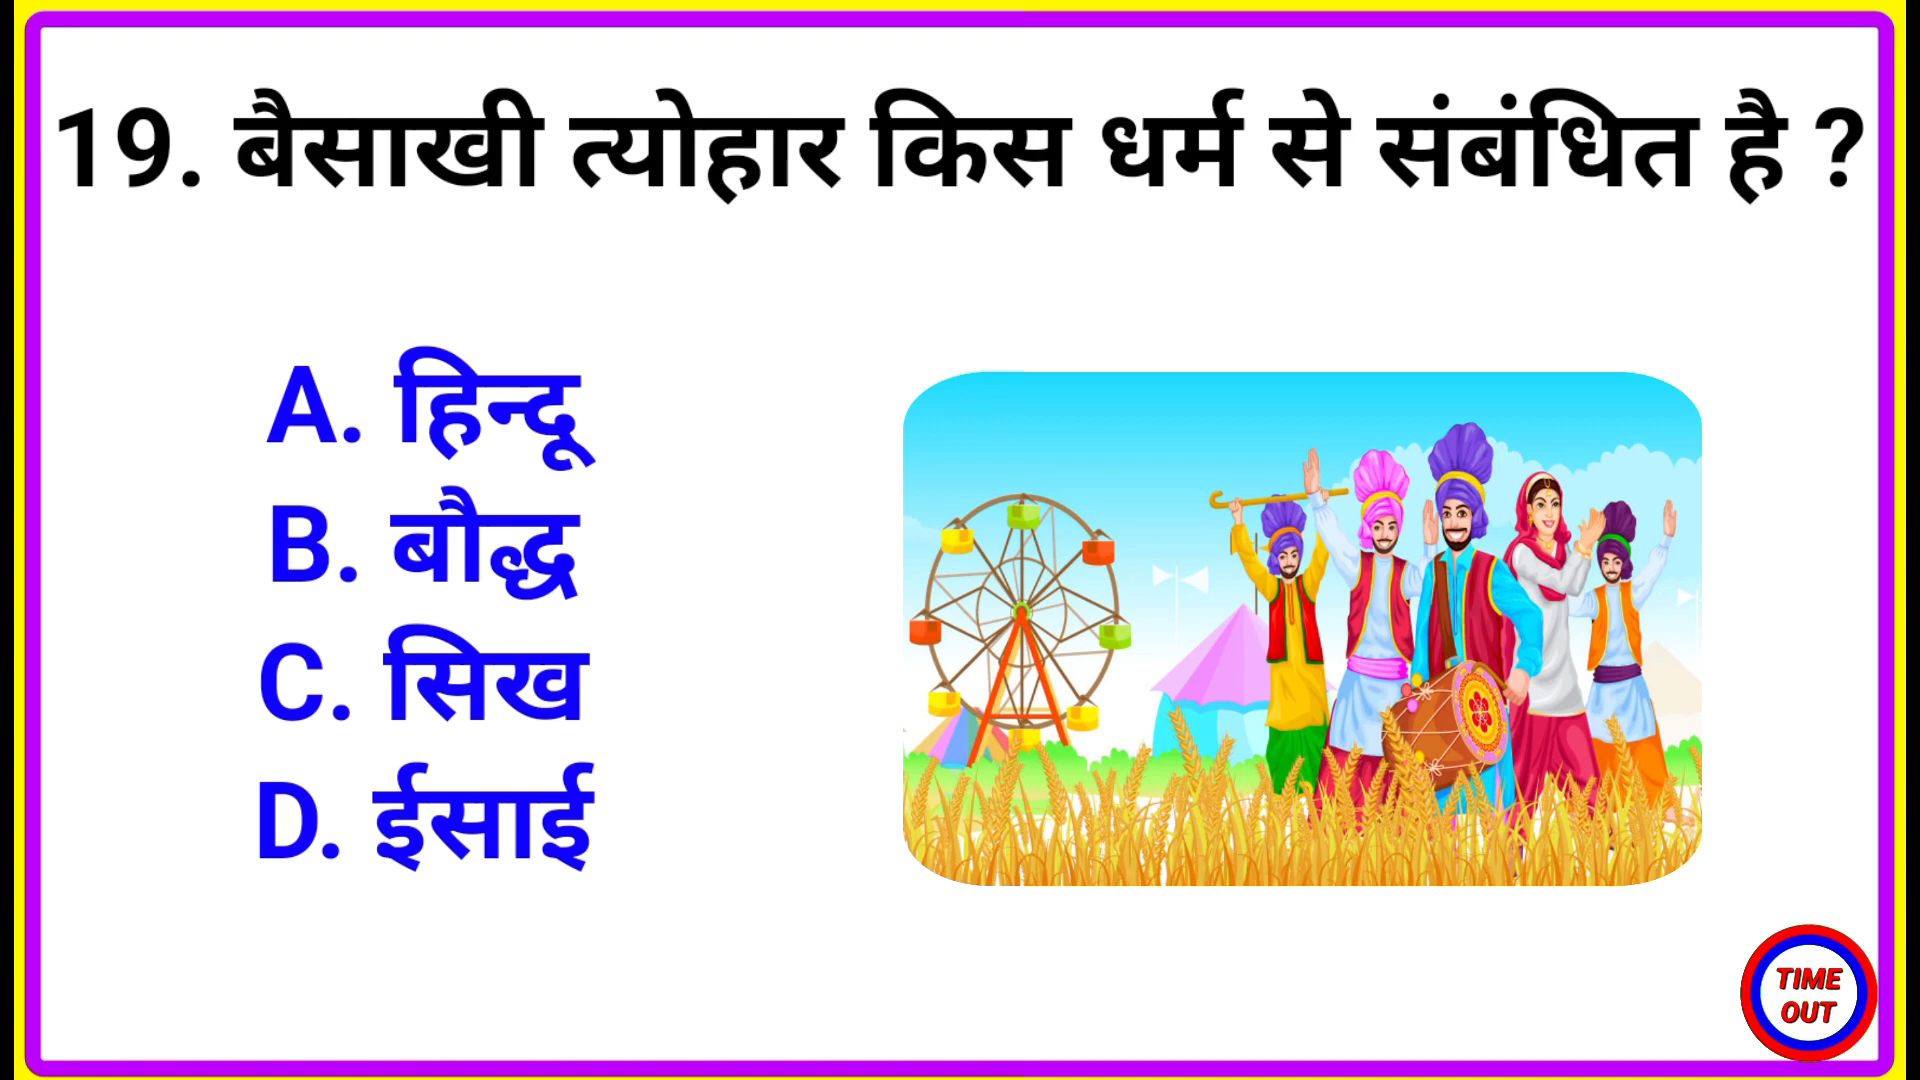 19. बैसाखी त्योहार किस धर्म से संबंधित है ?
A. हिन्दू
B. बौद्ध
C. सिख
D. ईसाई
TIME
OUT